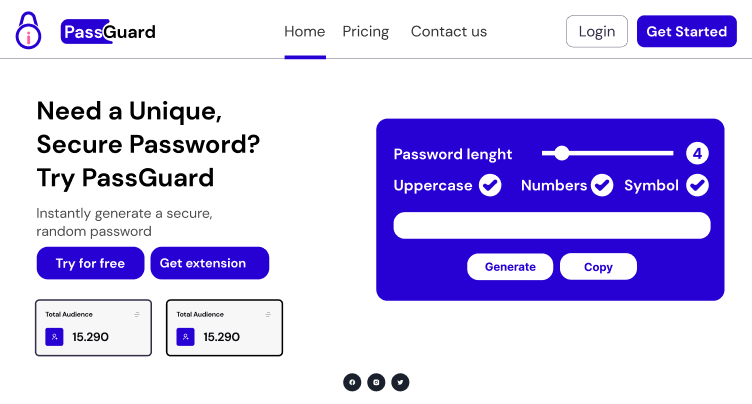 PassGuard
Home Pricing Contact us
Login Get Started
Need a Unique,
Secure Password?
Try PassGuard
Instantly generate a secure,
random password
Try for free Get extension
Total Audience
15.290
Total Audience
15.290
Password lenght 4
Uppercase Numbers Symbol
Generate Copy